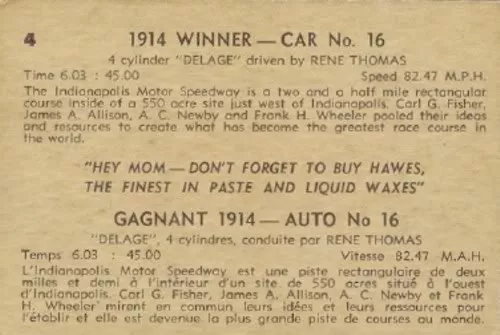 4
1914 WINNER — CAR No. 16
4 cylinder "DELAGE" driven by RENE THOMAS
Time 6.03 : 45.00 Speed 82.47 M.P.H.
The Indianapolis Motor Speedway is a two and a half mile rectangular
course inside of a 550 acre site just west of Indianapolis. Carl G. Fisher,
James A. Allison, A. C. Newby and Frank H. Wheeler pooled their ideas
and resources to create what has become the greatest race course in
the world.
"HEY MOM — DON'T FORGET TO BUY HAWES,
THE FINEST IN PASTE AND LIQUID WAXES"
GAGNANT 1914 — AUTO No 16
"DELAGE", 4 cylindres, conduite par RENE THOMAS
Temps 6.03 : 45.00 Vitesse 82.47 M.A.H.
L'Indianapolis Motor Speedway est une piste rectangulaire de deux
milles et demi à l'intérieur d'un site de 550 acres situé à l'ouest
d'Indianapolis. Carl G. Fisher, James A. Allison, A. C. Newby et Frank
H. Wheeler mirent en commun leurs idées et leurs ressources pour
l'établir et elle est devenue la plus grande piste de courses au monde.